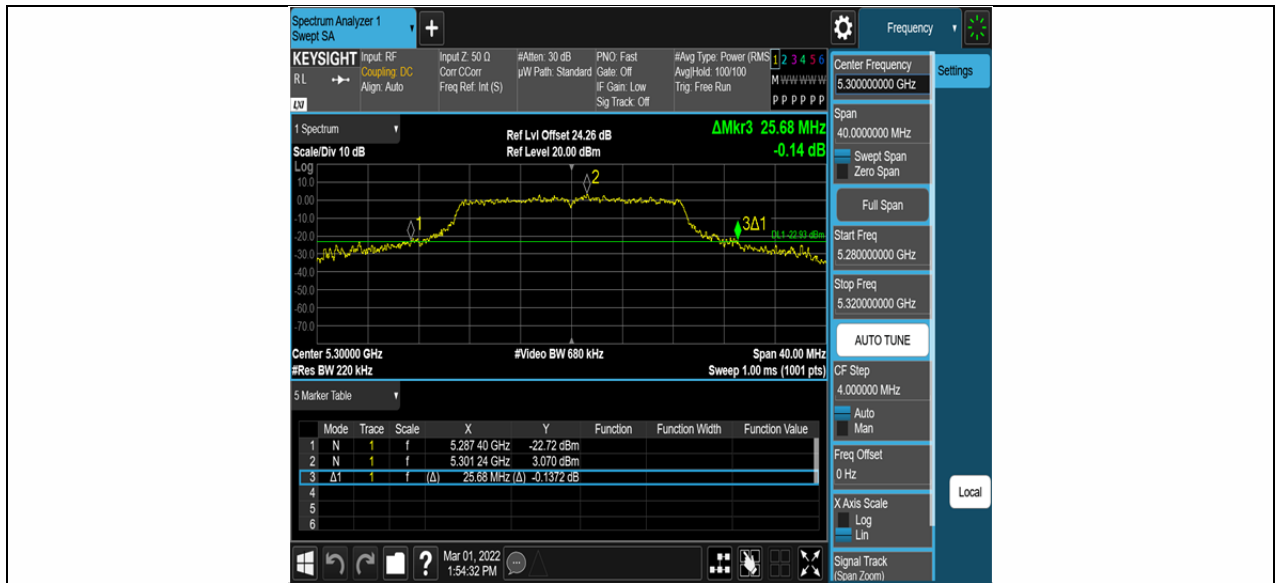 Spectrum Analyzer 1
Swept SA
+
Frequency
KEYSIGHT Input: RF
RL Coupling: DC
Align: Auto
LXI
Input Z: 50 Ω
Corr CCorr
Freq Ref: Int (S)
#Atten: 30 dB
µW Path: Standard
PNO: Fast
Gate: Off
IF Gain: Low
Sig Track: Off
#Avg Type: Power (RMS
Avg|Hold: 100/100
Trig: Free Run
1 2 3 4 5 6
M W W W W W
P P P P P P
1 Spectrum
Scale/Div 10 dB
Ref Lvl Offset 24.26 dB
Ref Level 20.00 dBm
ΔMkr3 25.68 MHz
-0.14 dB
Log
10.0
0.00
-10.0
-20.0
-30.0
-40.0
-50.0
-60.0
-70.0
1
2
3Δ1
DL1 -22.93 dBm
Center 5.30000 GHz
#Res BW 220 kHz
#Video BW 680 kHz
Span 40.00 MHz
Sweep 1.00 ms (1001 pts)
5 Marker Table
Mode Trace Scale X Y Function Function Width Function Value
1 N 1 f 5.287 40 GHz -22.72 dBm
2 N 1 f 5.301 24 GHz 3.070 dBm
3 Δ1 1 f (Δ) 25.68 MHz (Δ) -0.1372 dB
4
5
6
?
Mar 01, 2022
1:54:32 PM
Center Frequency
5.300000000 GHz
Span
40.0000000 MHz
Swept Span
Zero Span
Full Span
Start Freq
5.280000000 GHz
Stop Freq
5.320000000 GHz
AUTO TUNE
CF Step
4.000000 MHz
Auto
Man
Freq Offset
0 Hz
X Axis Scale
Log
Lin
Signal Track
(Span Zoom)
Settings
Local